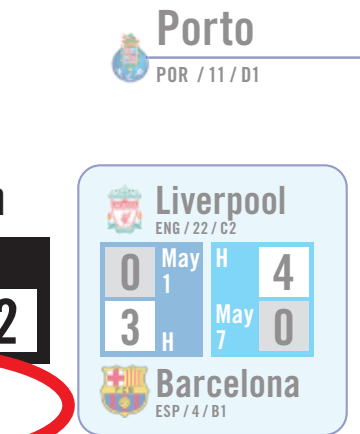 Porto
POR / 11 / D1
Liverpool
ENG / 22 / C2
0 May 1 H 4
3 H May 7 0
2
Barcelona
ESP / 4 / B1